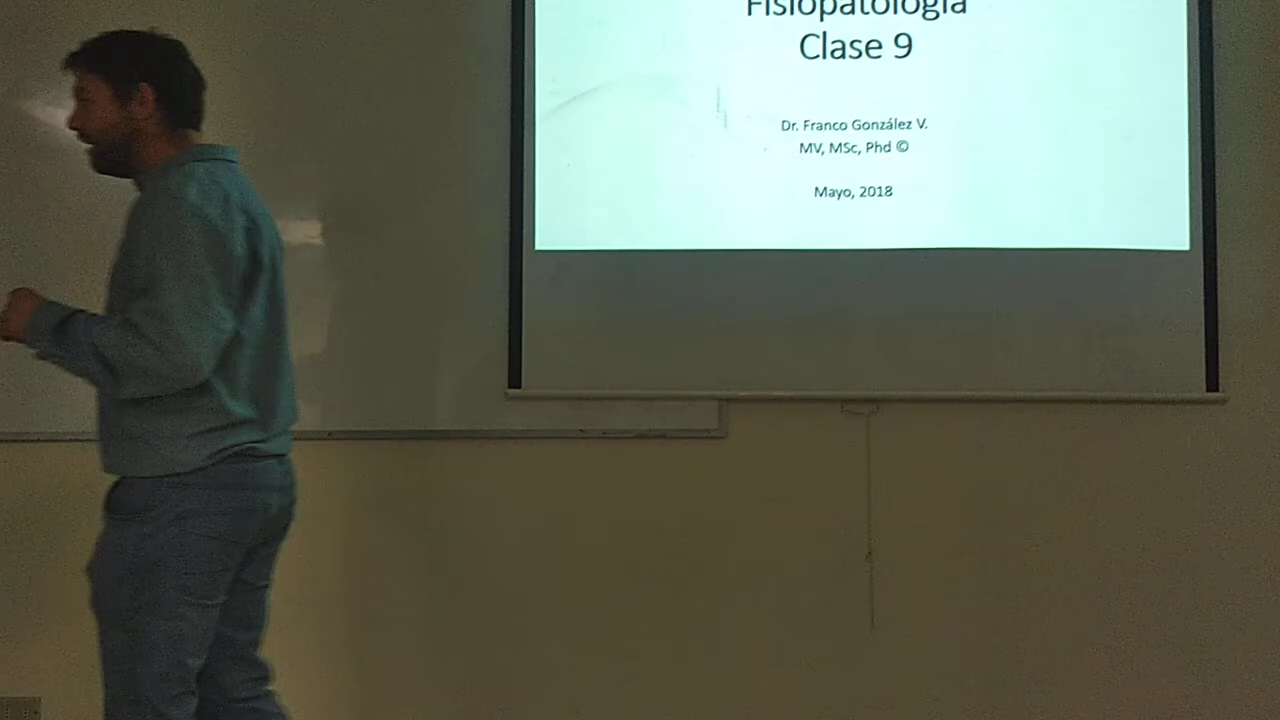 Fisiopatología
Clase 9
Dr. Franco González V.
MV, MSc, Phd ©
Mayo, 2018